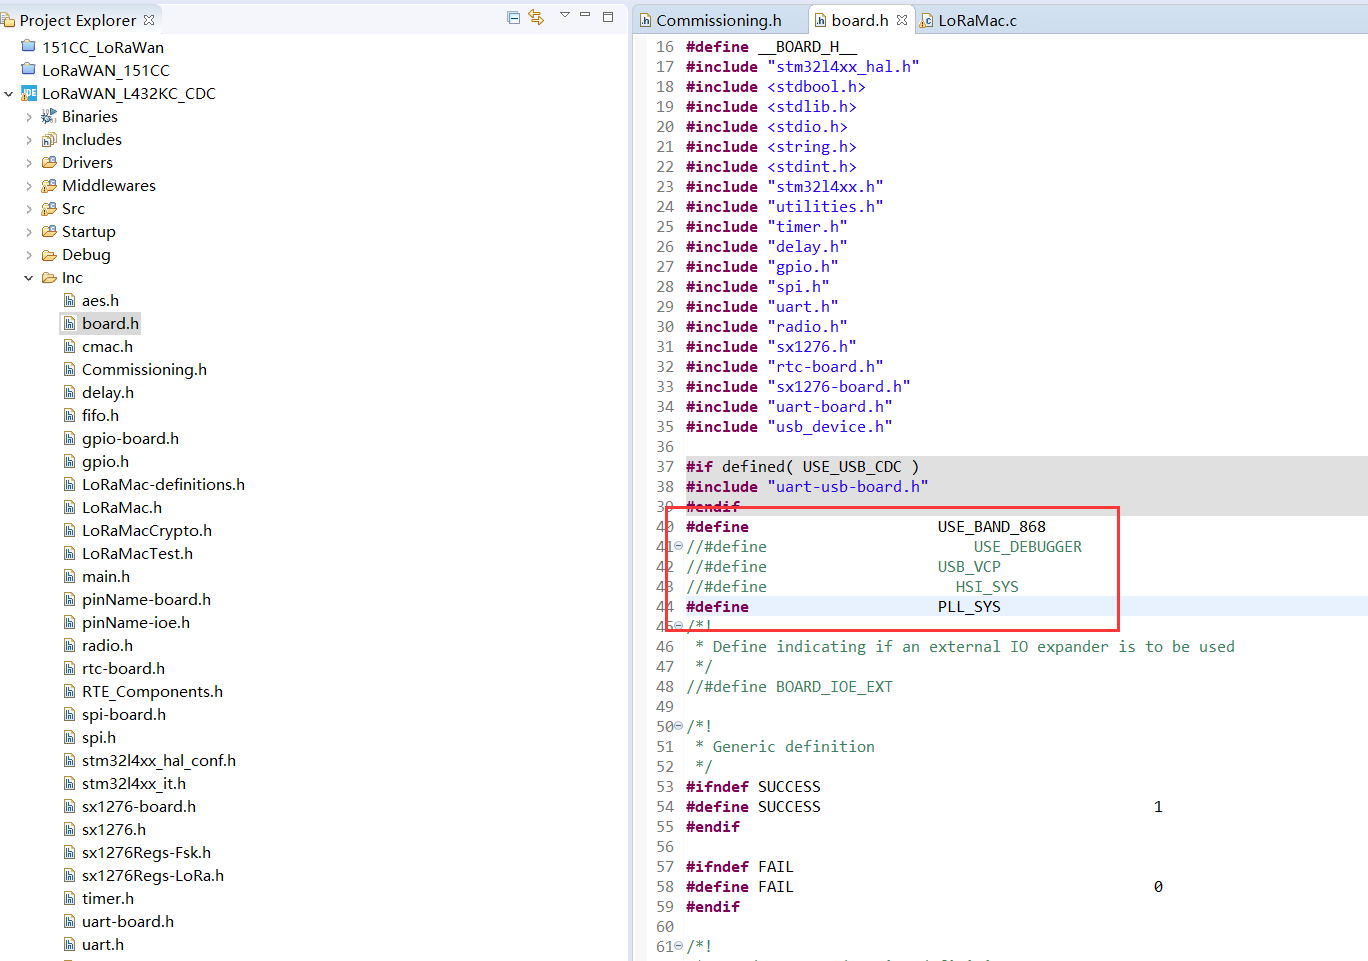 Project Explorer
151CC_LoRaWan
LoRaWAN_151CC
LoRaWAN_L432KC_CDC
Binaries
Includes
Drivers
Middlewares
Src
Startup
Debug
Inc
aes.h
board.h
cmac.h
Commissioning.h
delay.h
fifo.h
gpio-board.h
gpio.h
LoRaMac-definitions.h
LoRaMac.h
LoRaMacCrypto.h
LoRaMacTest.h
main.h
pinName-board.h
pinName-ioe.h
radio.h
rtc-board.h
RTE_Components.h
spi-board.h
spi.h
stm32l4xx_hal_conf.h
stm32l4xx_it.h
sx1276-board.h
sx1276.h
sx1276Regs-Fsk.h
sx1276Regs-LoRa.h
timer.h
uart-board.h
uart.h
Commissioning.h board.h LoRaMac.c
16 #define __BOARD_H__
17 #include "stm32l4xx_hal.h"
18 #include <stdbool.h>
19 #include <stdlib.h>
20 #include <stdio.h>
21 #include <string.h>
22 #include <stdint.h>
23 #include "stm32l4xx.h"
24 #include "utilities.h"
25 #include "timer.h"
26 #include "delay.h"
27 #include "gpio.h"
28 #include "spi.h"
29 #include "uart.h"
30 #include "radio.h"
31 #include "sx1276.h"
32 #include "rtc-board.h"
33 #include "sx1276-board.h"
34 #include "uart-board.h"
35 #include "usb_device.h"
36
37 #if defined( USE_USB_CDC )
38 #include "uart-usb-board.h"
39 #endif
40 #define USE_BAND_868
41 //#define USE_DEBUGGER
42 //#define USB_VCP
43 //#define HSI_SYS
44 #define PLL_SYS
45 /*!
46 * Define indicating if an external IO expander is to be used
47 */
48 //#define BOARD_IOE_EXT
49
50 /*!
51 * Generic definition
52 */
53 #ifndef SUCCESS
54 #define SUCCESS 1
55 #endif
56
57 #ifndef FAIL
58 #define FAIL 0
59 #endif
60
61 /*!